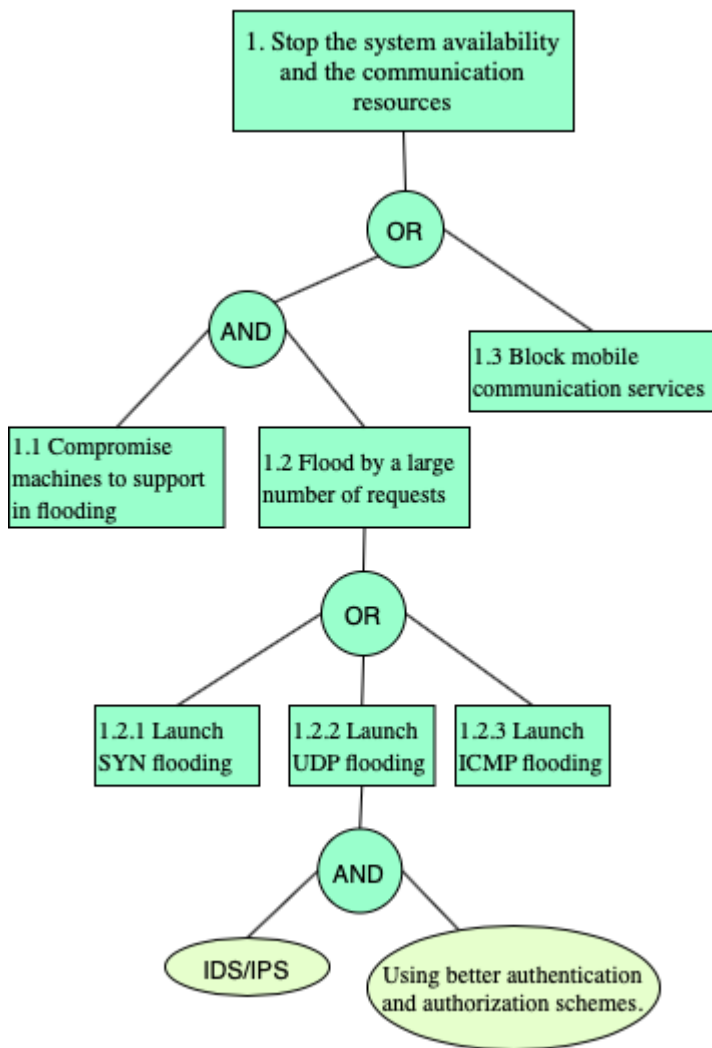 1. Stop the system availability
and the communication
resources
OR
AND
1.3 Block mobile
communication services
1.1 Compromise
machines to support
in flooding
1.2 Flood by a large
number of requests
OR
1.2.1 Launch
SYN flooding
1.2.2 Launch
UDP flooding
1.2.3 Launch
ICMP flooding
AND
IDS/IPS
Using better authentication
and authorization schemes.